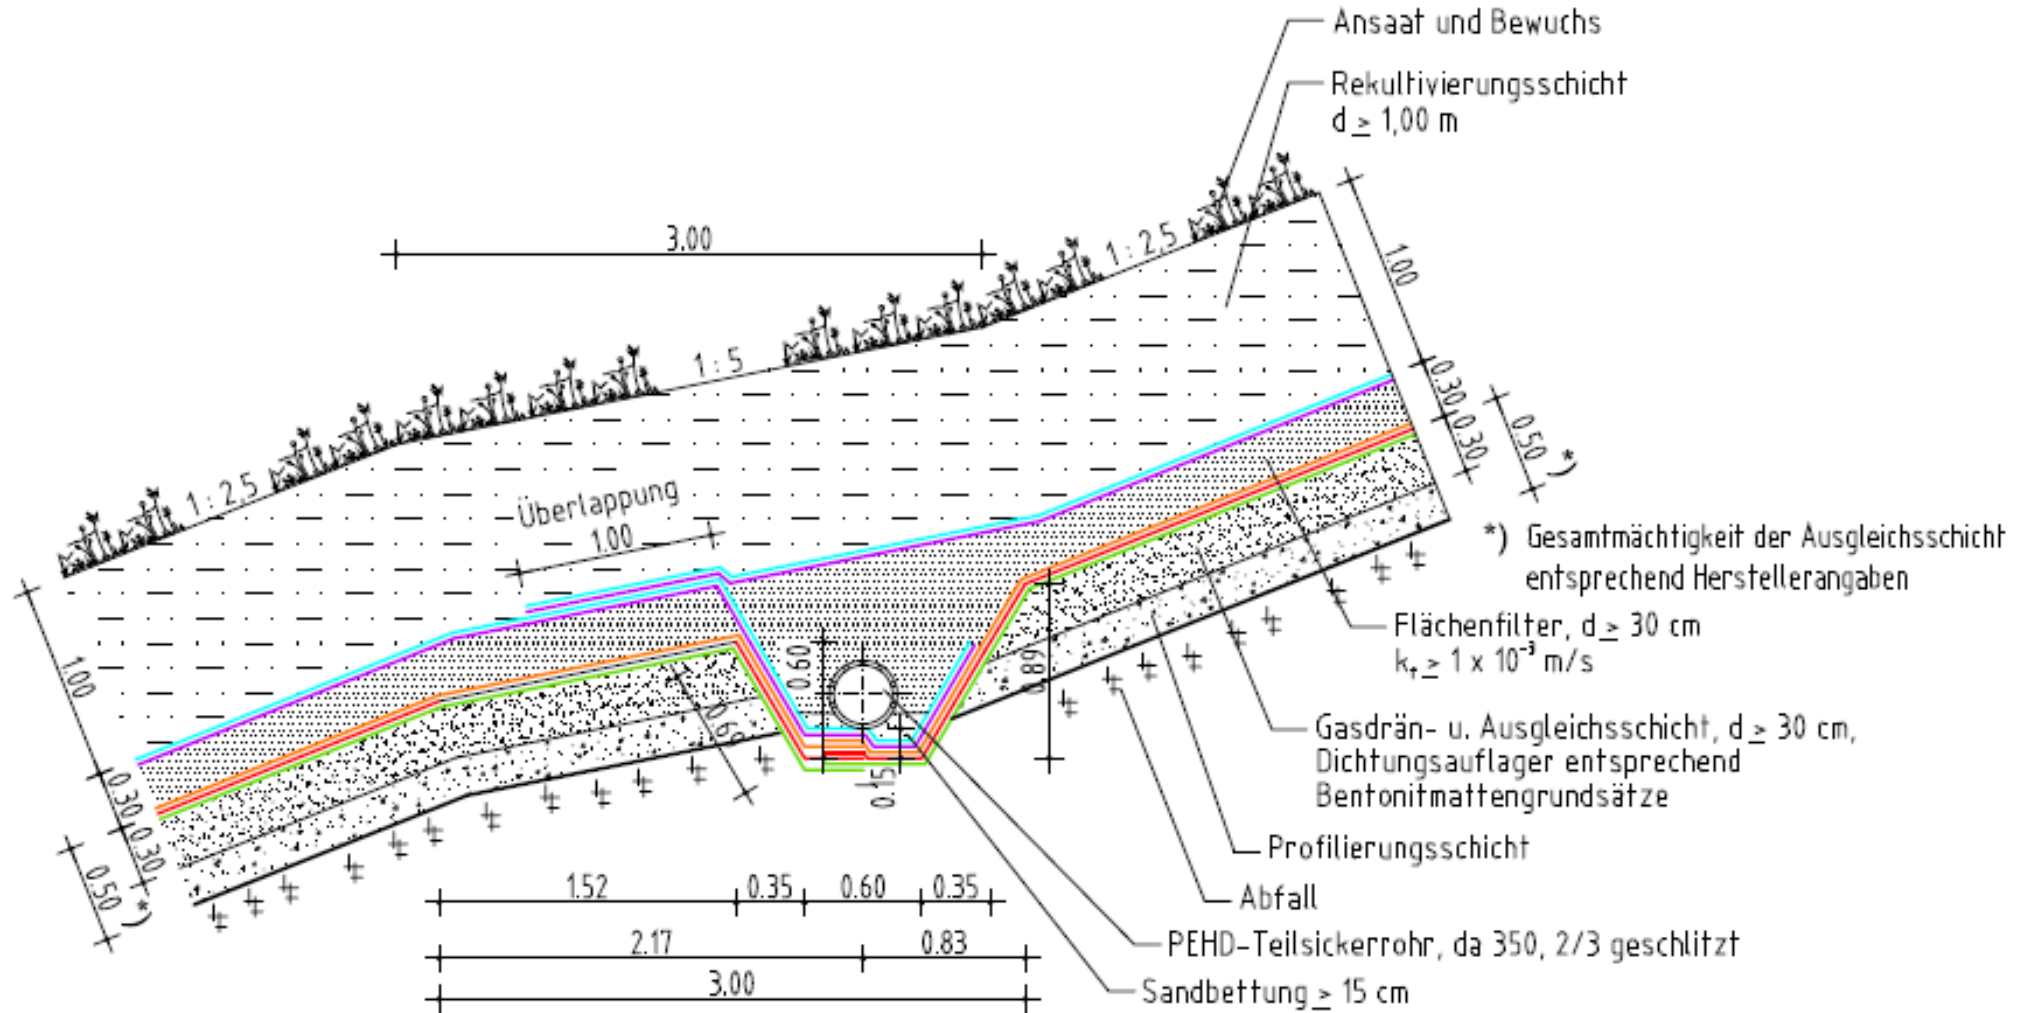 Ansaat und Bewuchs
Rekultivierungsschicht
d ≥ 1,00 m
3.00
1 : 2,5
1.00
1 : 5
0.30
0.30
0.50 *)
1 : 2,5
Überlappung
1.00
*) Gesamtmächtigkeit der Ausgleichsschicht
entsprechend Herstellerangaben
Flächenfilter, d ≥ 30 cm
kf ≥ 1 x 10⁻³ m/s
1.00
0.60
0.89
0.69
0.15
Gasdrän- u. Ausgleichsschicht, d ≥ 30 cm,
Dichtungsauflager entsprechend
Bentonitmattengrundsätze
0.30
0.30
0.50 *)
Profilierungsschicht
1.52 0.35 0.60 0.35
Abfall
2.17 0.83
PEHD-Teilsickerrohr, da 350, 2/3 geschlitzt
3.00
Sandbettung ≥ 15 cm